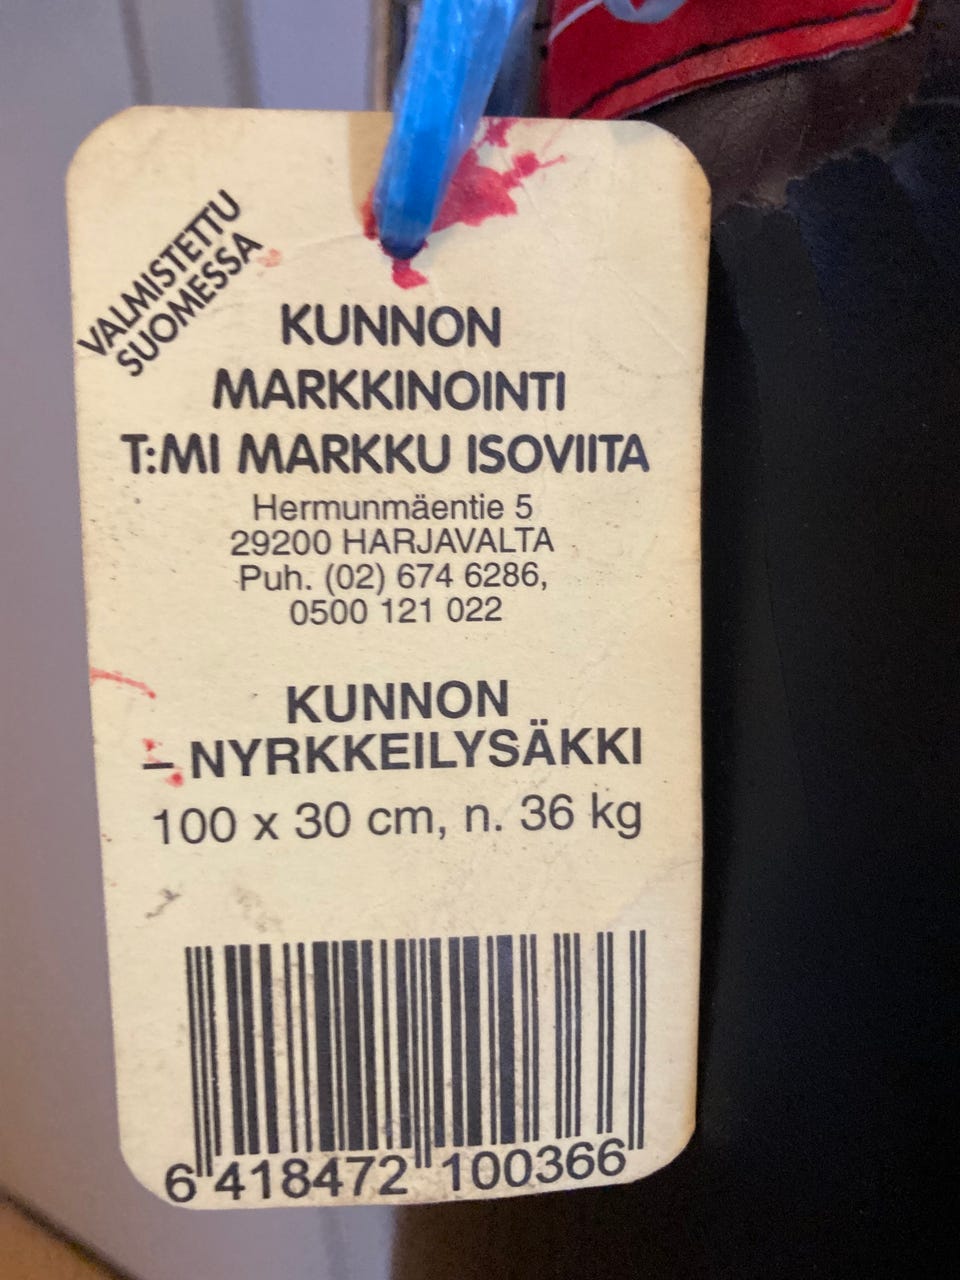 VALMISTETTU
SUOMESSA
KUNNON
MARKKINOINTI
T:MI MARKKU ISOVIITA
Hermunmäentie 5
29200 HARJAVALTA
Puh. (02) 674 6286,
0500 121 022
KUNNON
– NYRKKEILYSÄKKI
100 x 30 cm, n. 36 kg
6 418472 100366